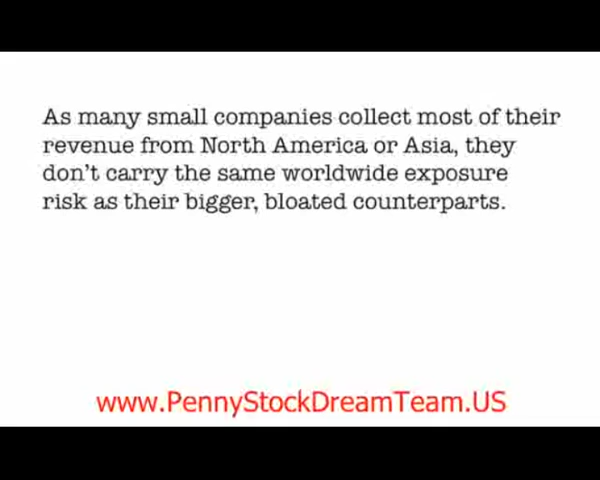 As many small companies collect most of their
revenue from North America or Asia, they
don't carry the same worldwide exposure
risk as their bigger, bloated counterparts.
www.PennyStockDreamTeam.US